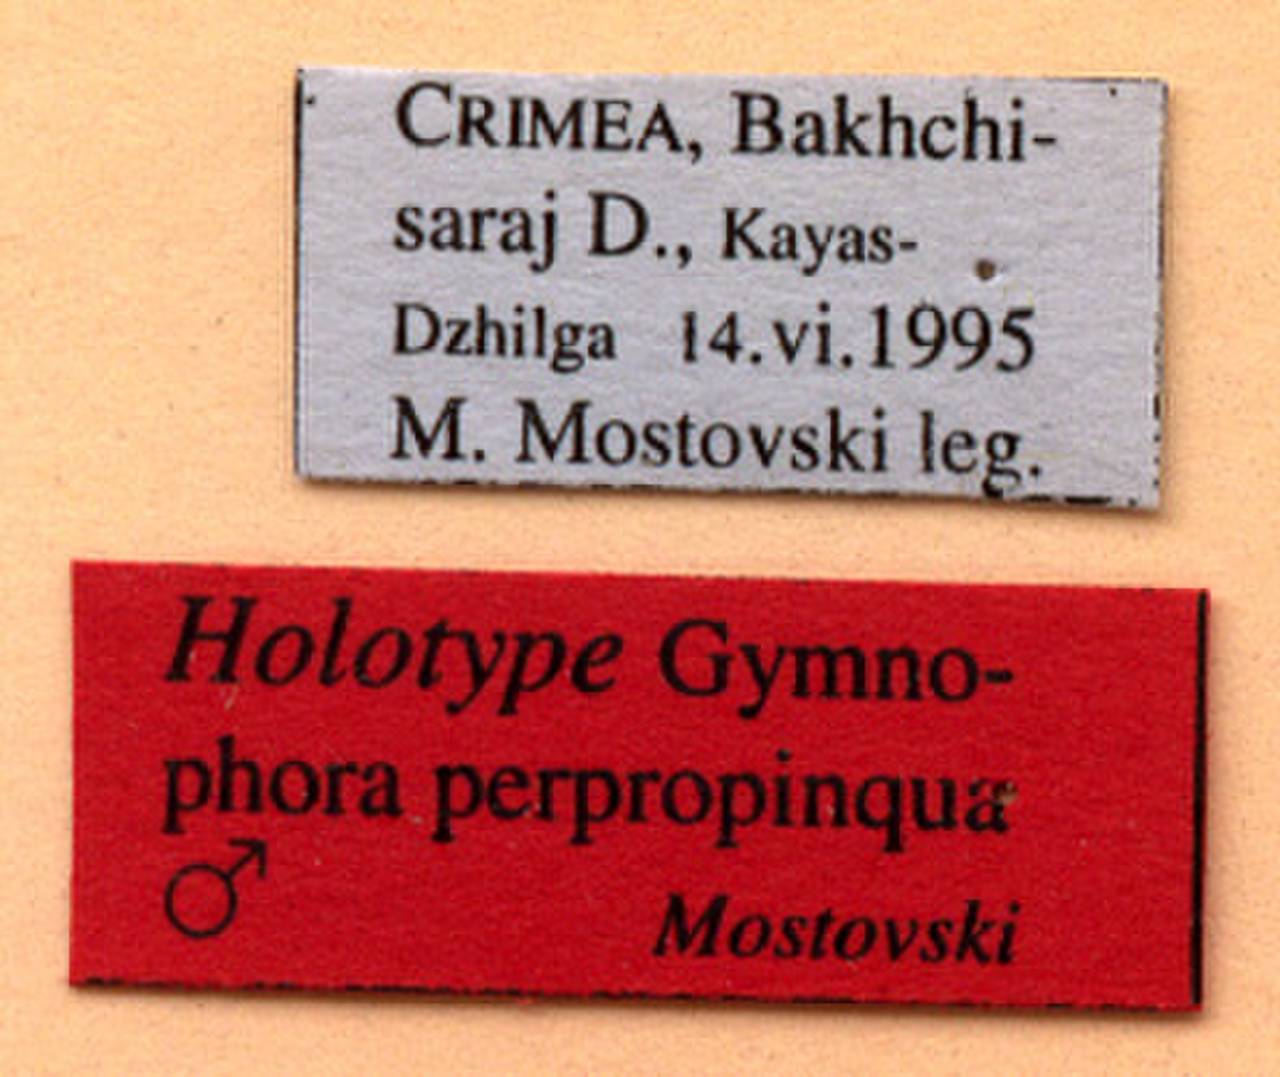 CRIMEA, Bakhchi-
saraj D., Kayas-
Dzhilga 14.vi.1995
M. Mostovski leg.
Holotype Gymno-
phora perpropinqua
♂ Mostovski